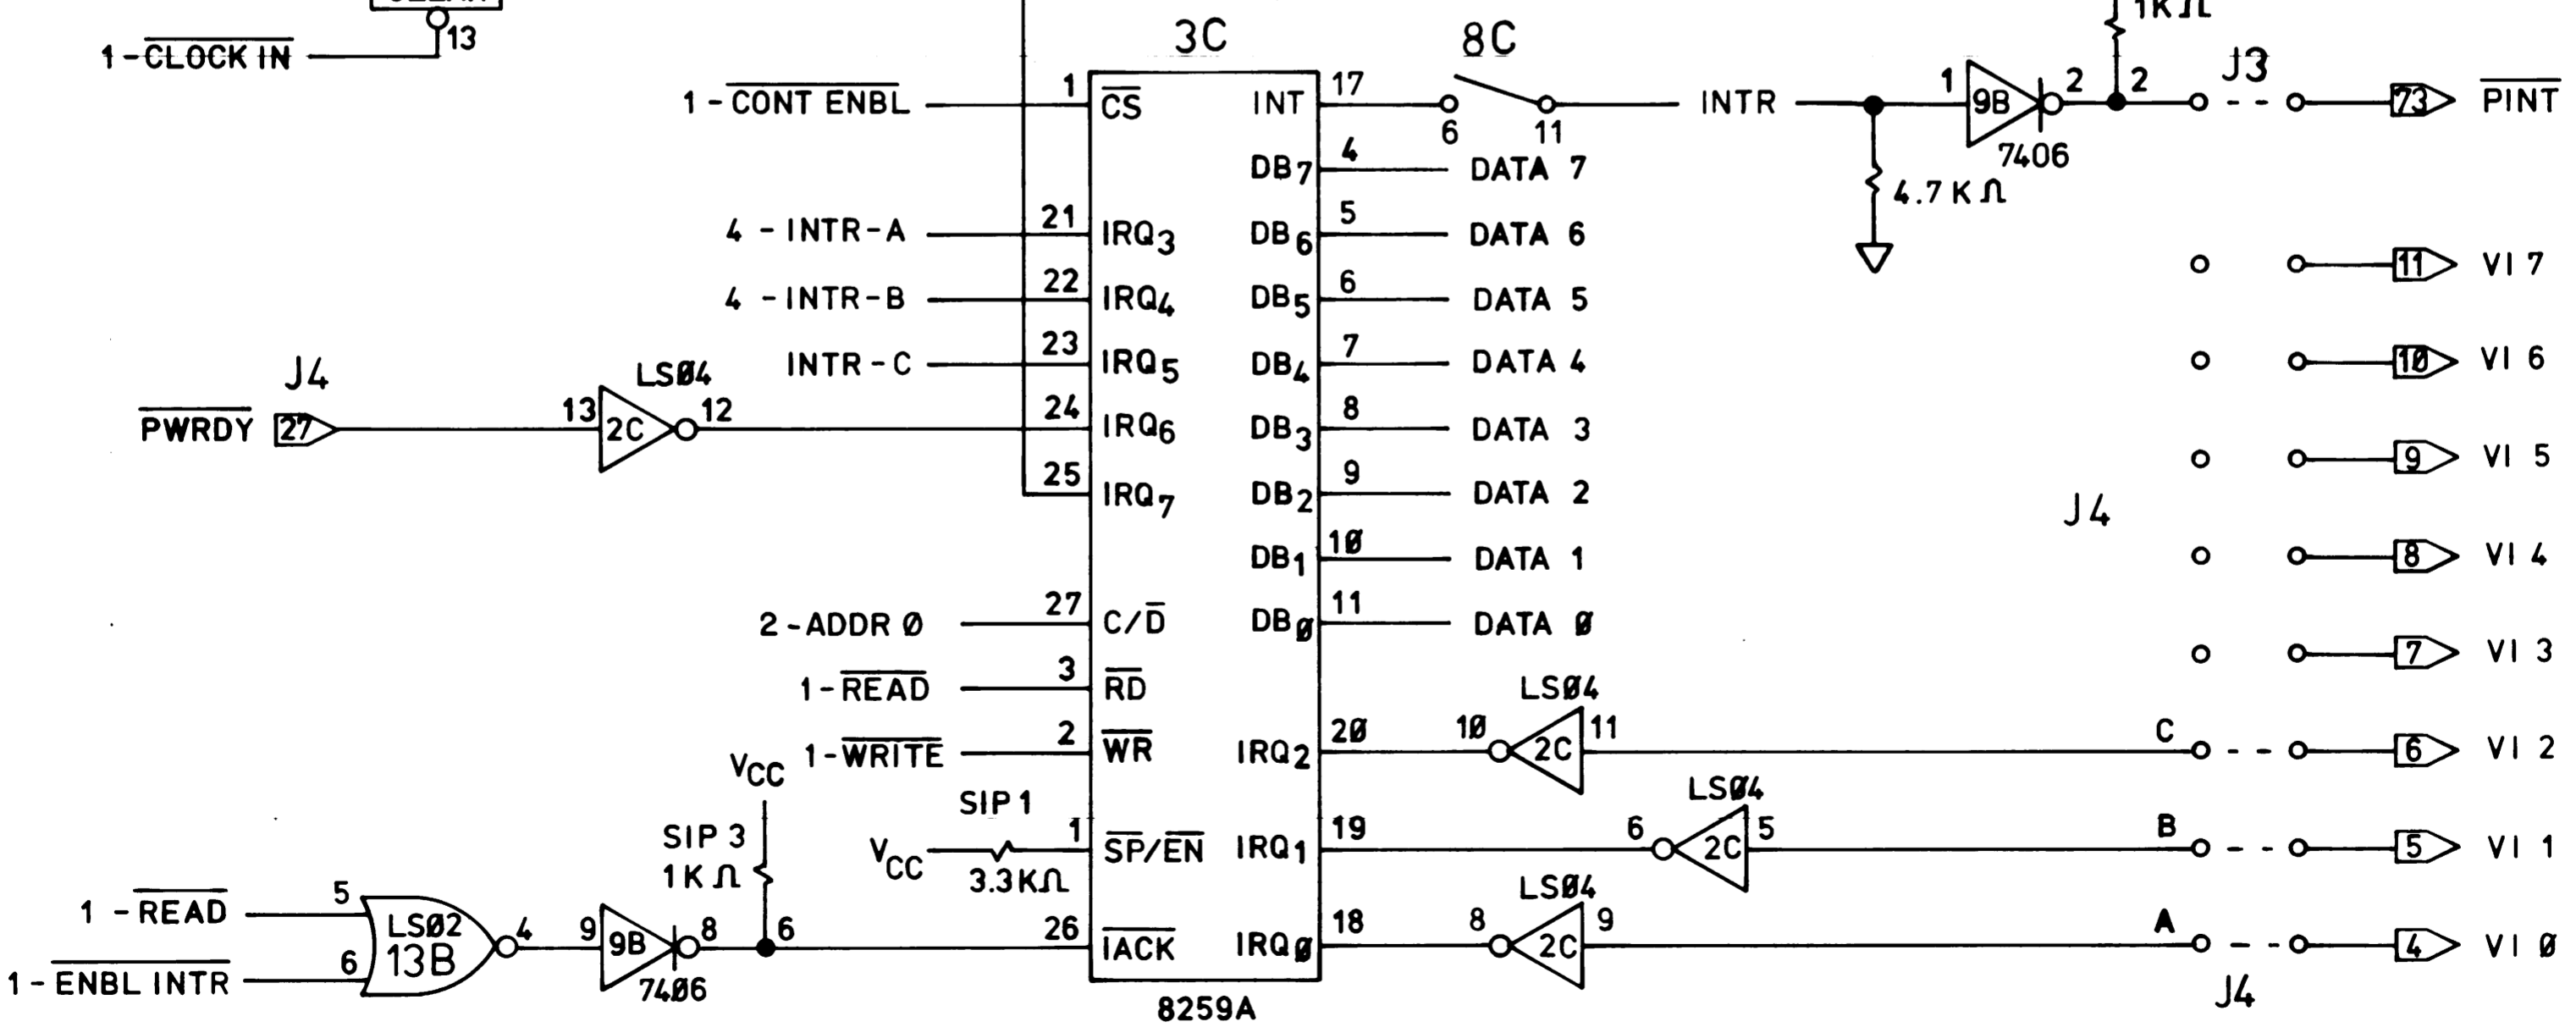 1KΩ
13
1-CLOCK IN
3C
8C
J3
1-CONT ENBL
1
CS
INT
17
6
11
INTR
1
9B
2
2
7406
73
PINT
4
DB7
DATA 7
4.7KΩ
4 - INTR-A
21
IRQ3
DB6
5
DATA 6
11
VI 7
4 - INTR-B
22
IRQ4
DB5
6
DATA 5
INTR-C
23
IRQ5
DB4
7
DATA 4
10
VI 6
J4
LS04
PWRDY
27
13
2C
12
24
IRQ6
DB3
8
DATA 3
9
VI 5
25
IRQ7
DB2
9
DATA 2
J4
DB1
10
DATA 1
8
VI 4
2-ADDR 0
27
C/D
DB0
11
DATA 0
7
VI 3
1-READ
3
RD
LS04
1-WRITE
2
WR
IRQ2
20
10
2C
11
C
6
VI 2
VCC
SIP 1
LS04
SIP 3
1KΩ
VCC
3.3KΩ
1
SP/EN
IRQ1
19
6
2C
5
B
5
VI 1
LS04
1 -READ
5
LS02
13B
4
9
9B
8
6
26
IACK
IRQ0
18
8
2C
9
A
4
VI 0
1-ENBL INTR
6
7406
8259A
J4